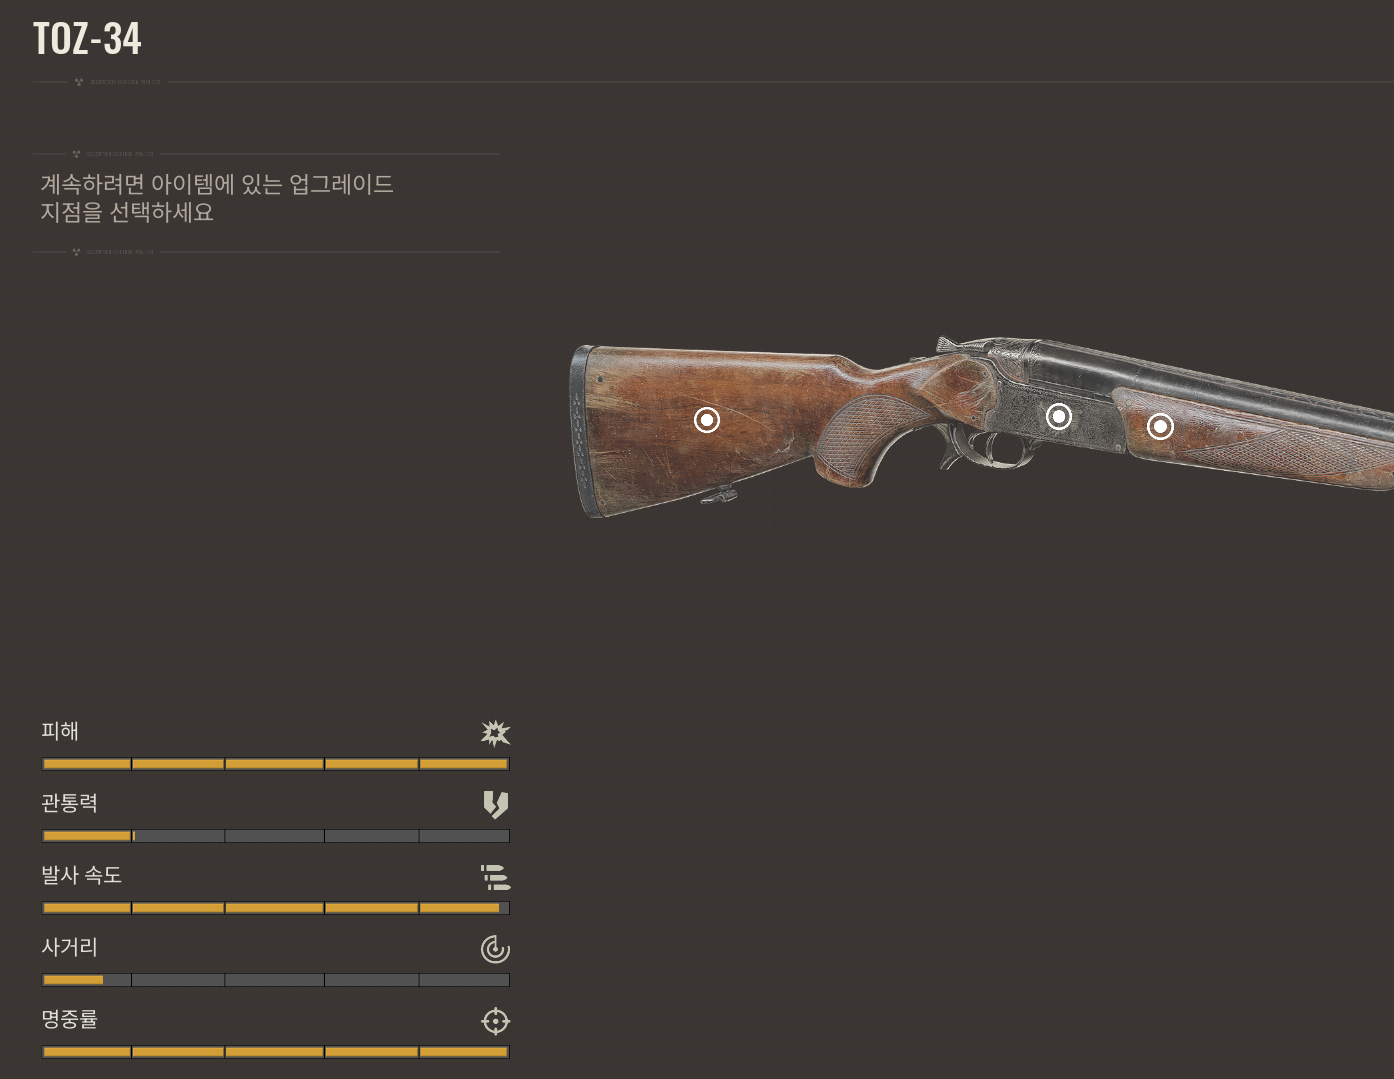 TOZ-34
계속하려면 아이템에 있는 업그레이드
지점을 선택하세요
피해
관통력
발사 속도
사거리
명중률